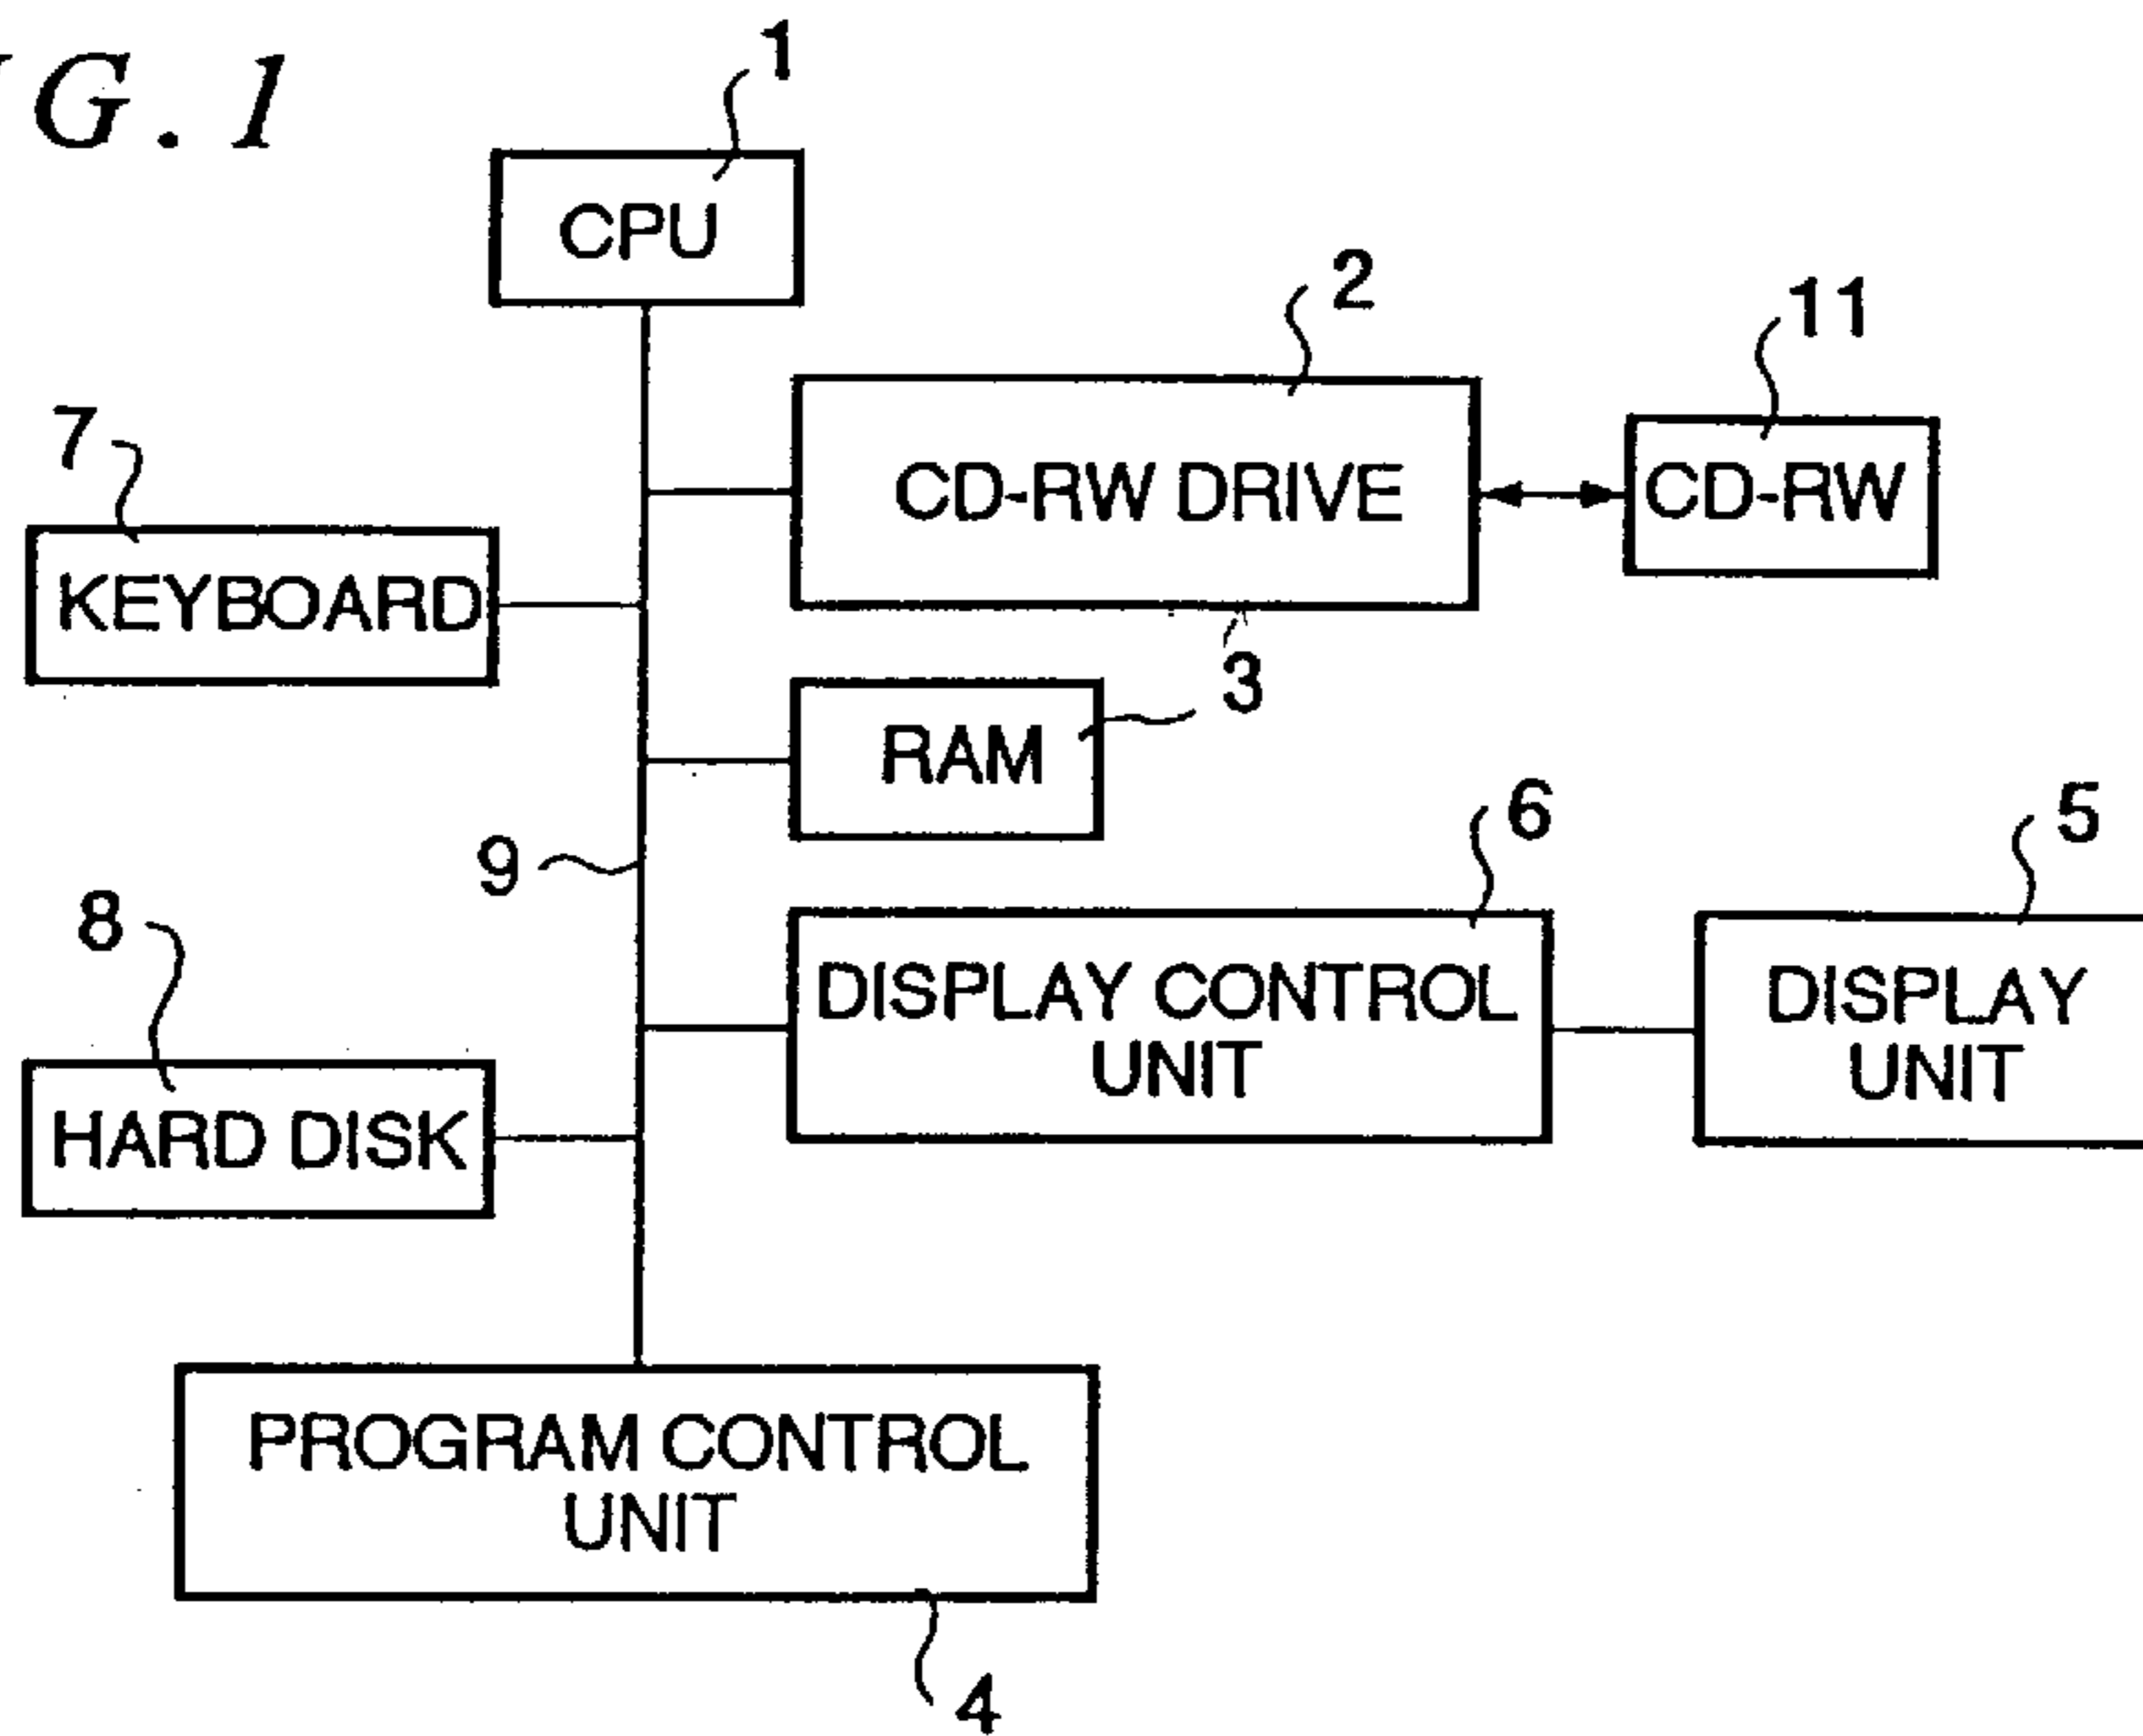 G. 1
1
CPU
2
11
CD-RW DRIVE
CD-RW
7
KEYBOARD
3
RAM
6
5
9
8
DISPLAY CONTROL
UNIT
DISPLAY
UNIT
HARD DISK
PROGRAM CONTROL
UNIT
4